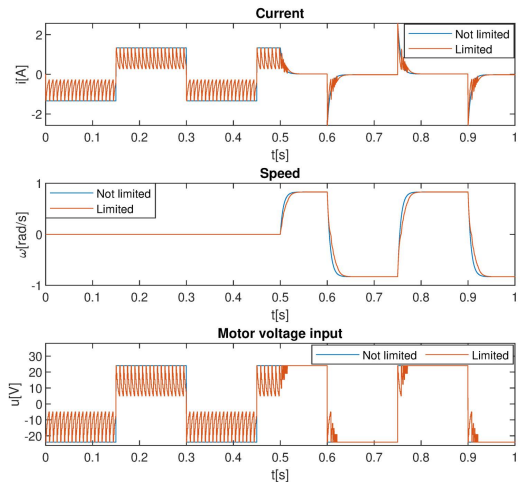 Current
i[A]
2
0
-2
Not limited
Limited
0 0.1 0.2 0.3 0.4 0.5 0.6 0.7 0.8 0.9 1
t[s]
Speed
ω[rad/s]
1
0
-1
Not limited
Limited
0 0.1 0.2 0.3 0.4 0.5 0.6 0.7 0.8 0.9 1
t[s]
Motor voltage input
u[V]
30
20
10
0
-10
-20
Not limited Limited
0 0.1 0.2 0.3 0.4 0.5 0.6 0.7 0.8 0.9 1
t[s]